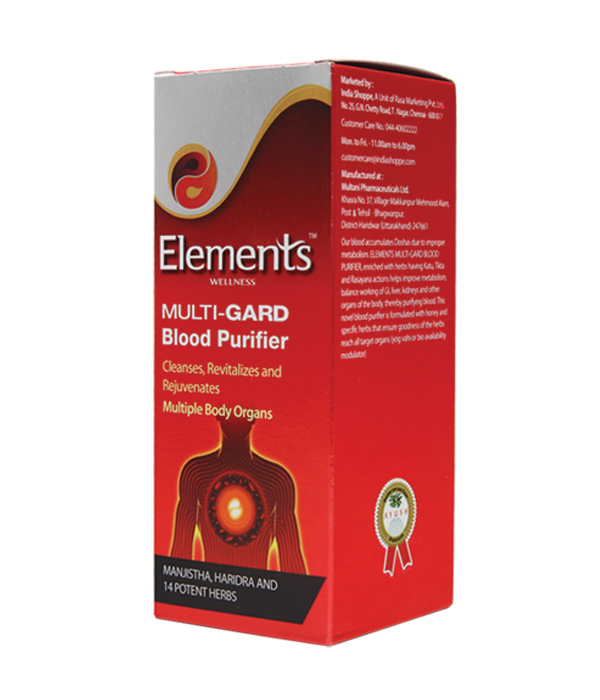 Elements™
WELLNESS
MULTI-GARD
Blood Purifier
Cleanses, Revitalizes and
Rejuvenates
Multiple Body Organs
MANJISTHA, HARIDRA AND
14 POTENT HERBS
Marketed by :
India Shoppe, A Unit of Rasa Marketing Pvt. Ltd,
No. 25, G.N. Chetty Road, T. Nagar, Chennai 600017
Customer Care No.: 044-40602222
Mon. to Fri. - 11.00am to 6.00pm
customercare@indiashoppe.com
Manufactured at :
Multani Pharmaceuticals Ltd.
Khasra No. 37, Village Makkanpur Mehmood Alam,
Post & Tehsil - Bhagwanpur,
District-Haridwar (Uttarakhand)- 247661
Our blood accumulates Doshas due to improper
metabolism. ELEMENTS MULTI-GARD BLOOD
PURIFIER, enriched with herbs having Katu, Tikta
and Rasayana actions helps improve metabolism,
balance working of GI, liver, kidneys and other
organs of the body, thereby purifying blood. This
novel blood purifier is formulated with honey and
specific herbs that ensure goodness of the herbs
reach all target organs (yog vahi or bio availability
modulator)
AYUSH